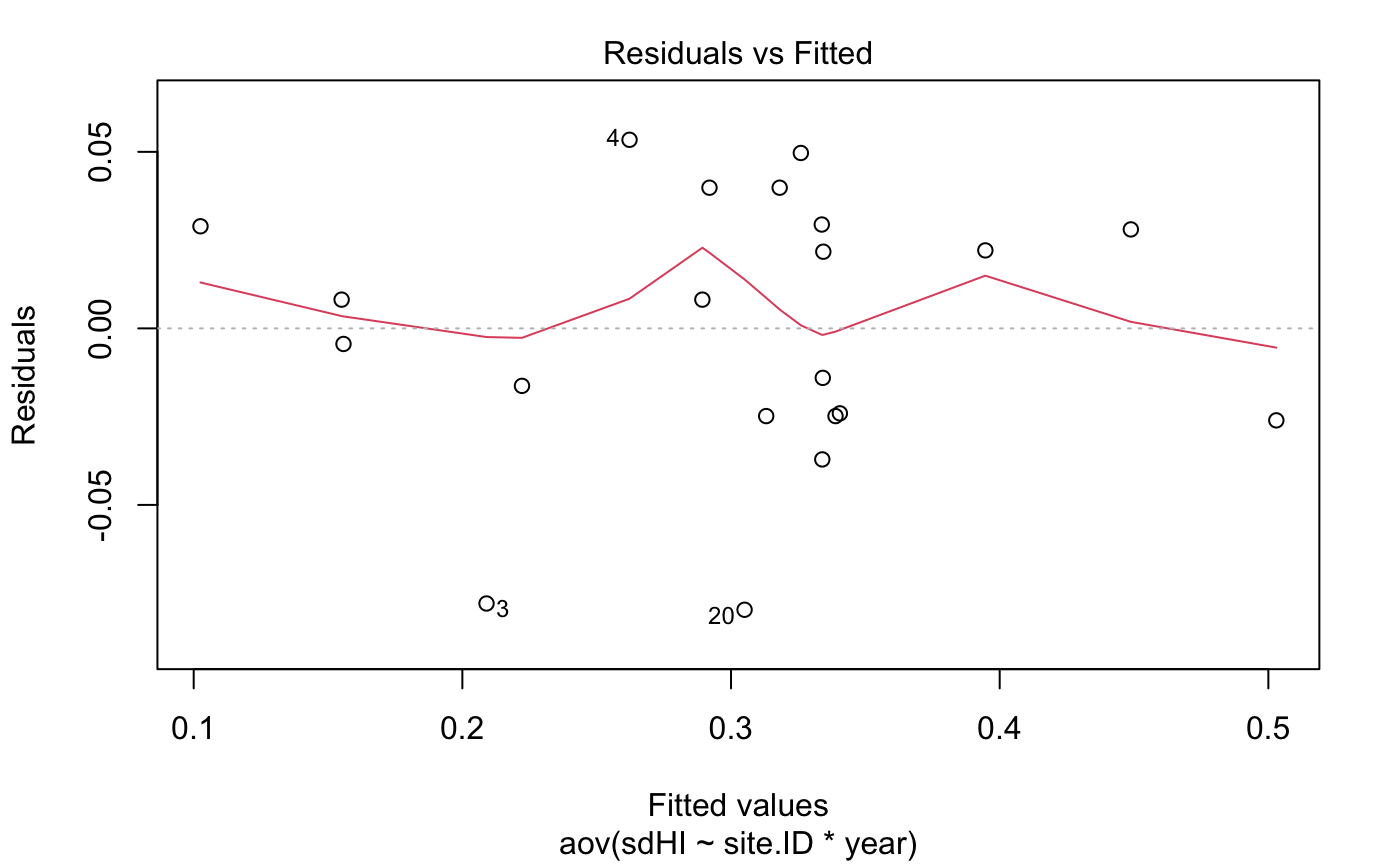 Residuals vs Fitted
0.05
0.00
-0.05
Residuals
4
3
20
0.1 0.2 0.3 0.4 0.5
Fitted values
aov(sdHI ~ site.ID * year)